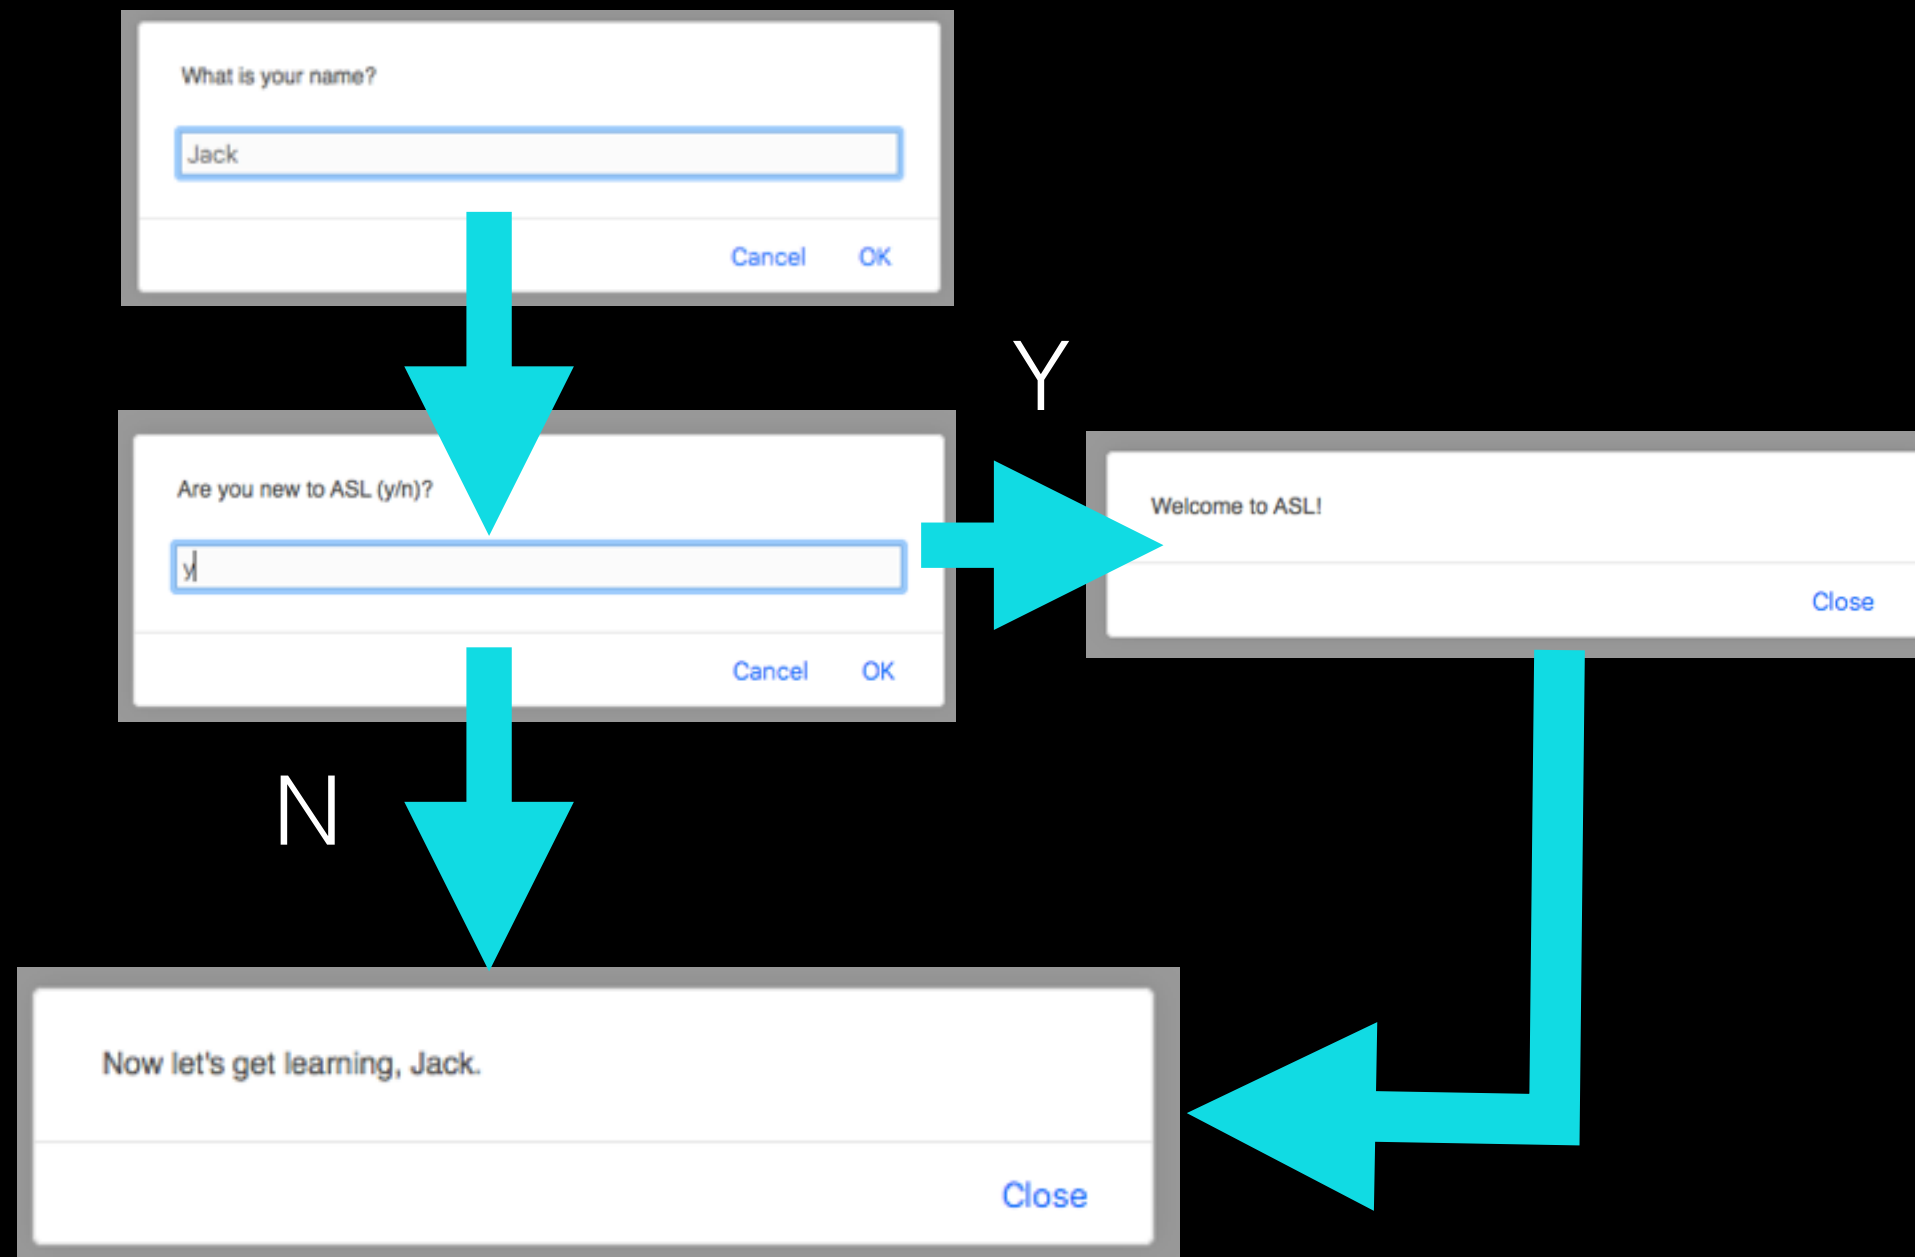 What is your name?
Jack
Cancel OK
Y
Are you new to ASL (y/n)?
y
Cancel OK
Welcome to ASL!
Close
N
Now let's get learning, Jack.
Close